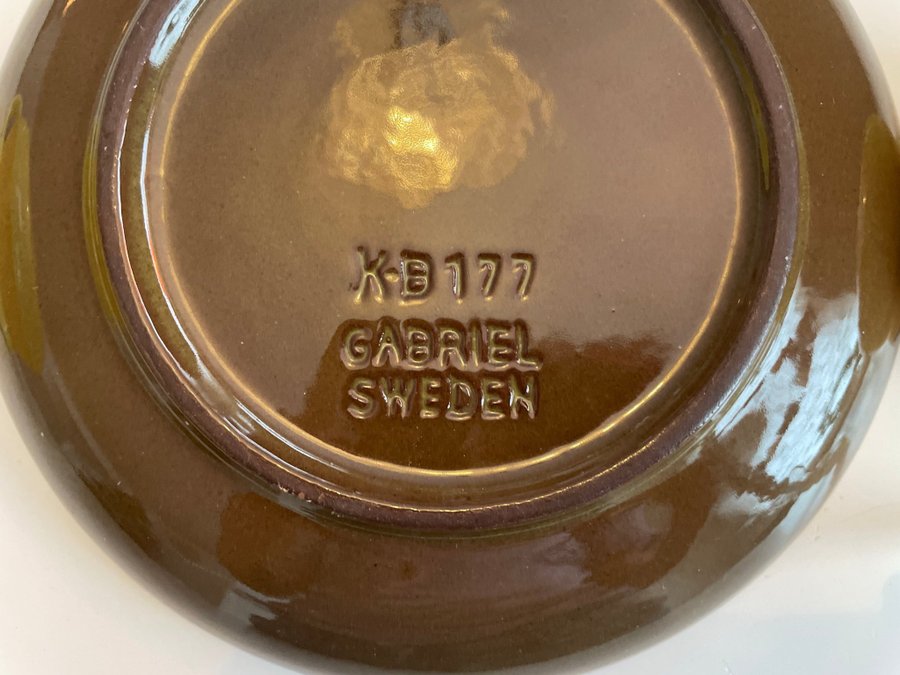 K·B 177
GABRIEL
SWEDEN